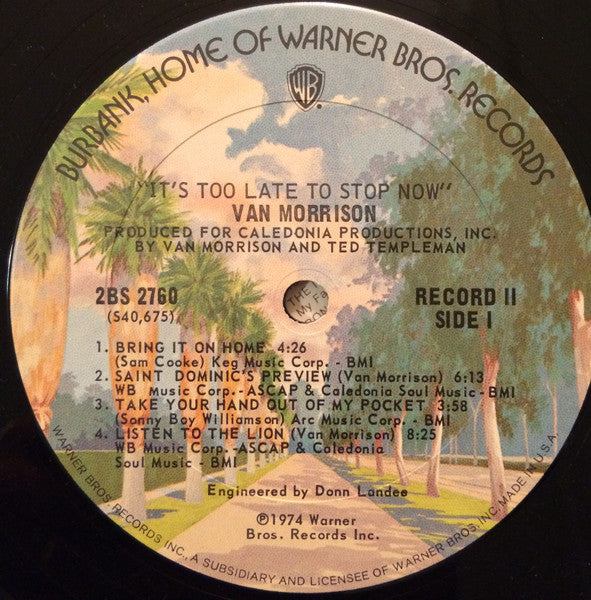 BURBANK, HOME OF WARNER BROS. RECORDS
WB
"IT'S TOO LATE TO STOP NOW"
VAN MORRISON
PRODUCED FOR CALEDONIA PRODUCTIONS, INC.
BY VAN MORRISON AND TED TEMPLEMAN
2BS 2760
(S40,675)
RECORD II
SIDE I
1. BRING IT ON HOME 4:26
(Sam Cooke) Keg Music Corp. - BMI
2. SAINT DOMINIC'S PREVIEW (Van Morrison) 6:13
WB Music Corp.-ASCAP & Caledonia Soul Music-BMI
3. TAKE YOUR HAND OUT OF MY POCKET 3:58
(Sonny Boy Williamson) Arc Music Corp. - BMI
4. LISTEN TO THE LION (Van Morrison) 8:25
WB Music Corp.-ASCAP & Caledonia
Soul Music - BMI
Engineered by Donn Landee
℗1974 Warner
Bros. Records Inc.
WARNER BROS. RECORDS INC., A SUBSIDIARY AND LICENSEE OF WARNER BROS. INC. MADE IN U.S.A.